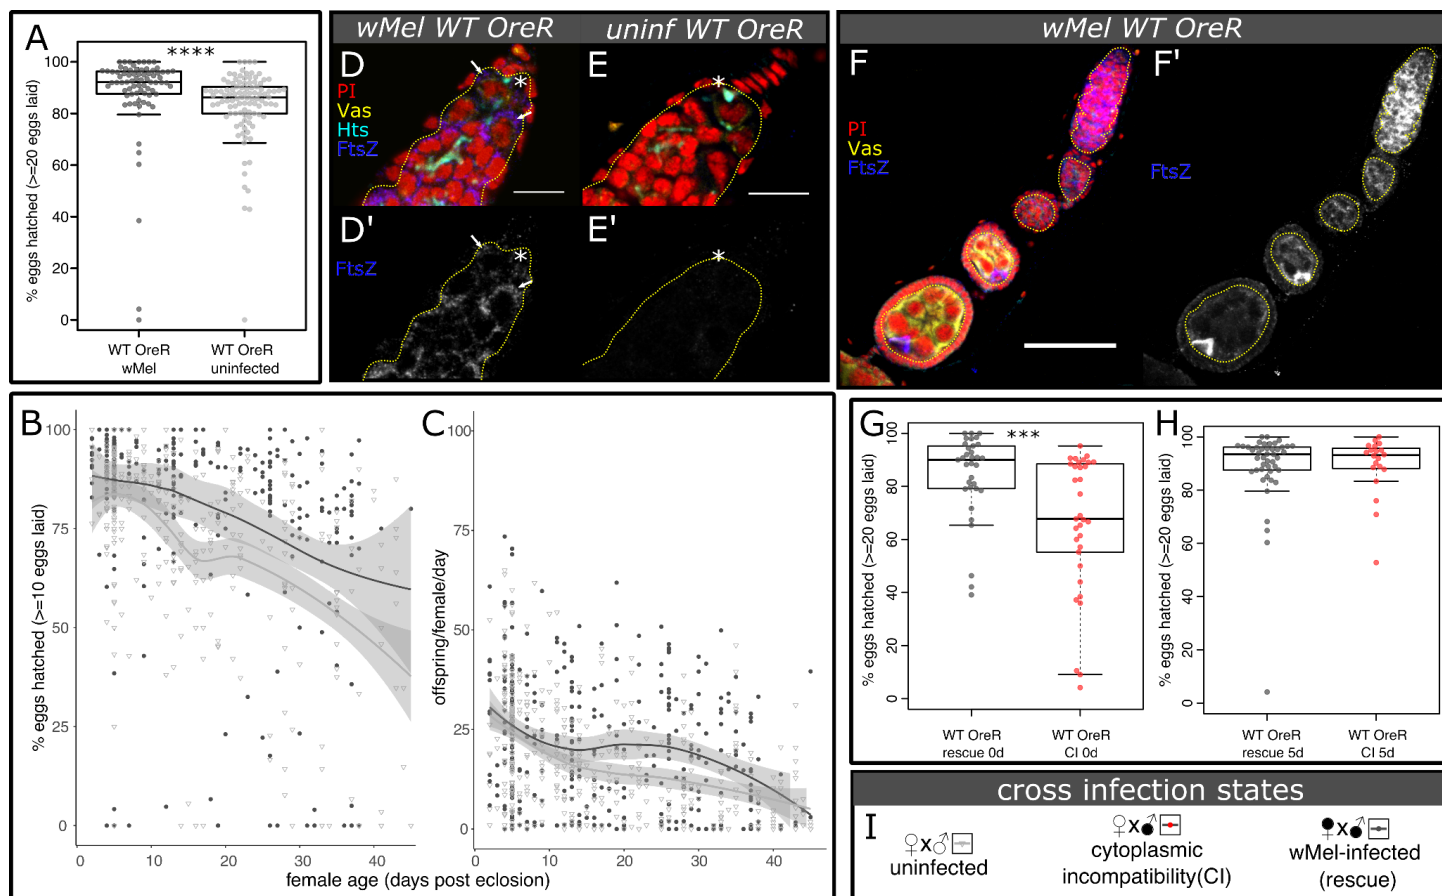 A
****
% eggs hatched (>=20 eggs laid)
100
80
60
40
20
0
WT OreR
wMel
WT OreR
uninfected
wMel WT OreR
uninf WT OreR
D
PI
Vas
Hts
FtsZ
*
E
*
D'
FtsZ
*
E'
*
wMel WT OreR
F
PI
Vas
FtsZ
F'
FtsZ
B
% eggs hatched (>=10 eggs laid)
100
75
50
25
0
0
10
20
30
40
C
offspring/female/day
100
75
50
25
0
0
10
20
30
40
female age (days post eclosion)
G
***
% eggs hatched (>=20 eggs laid)
100
80
60
40
20
0
WT OreR
rescue 0d
WT OreR
CI 0d
H
% eggs hatched (>=20 eggs laid)
100
80
60
40
20
0
WT OreR
rescue 5d
WT OreR
CI 5d
cross infection states
I
♀x♂
uninfected
♀x♂
cytoplasmic
incompatibility(CI)
♀x♂
wMel-infected
(rescue)